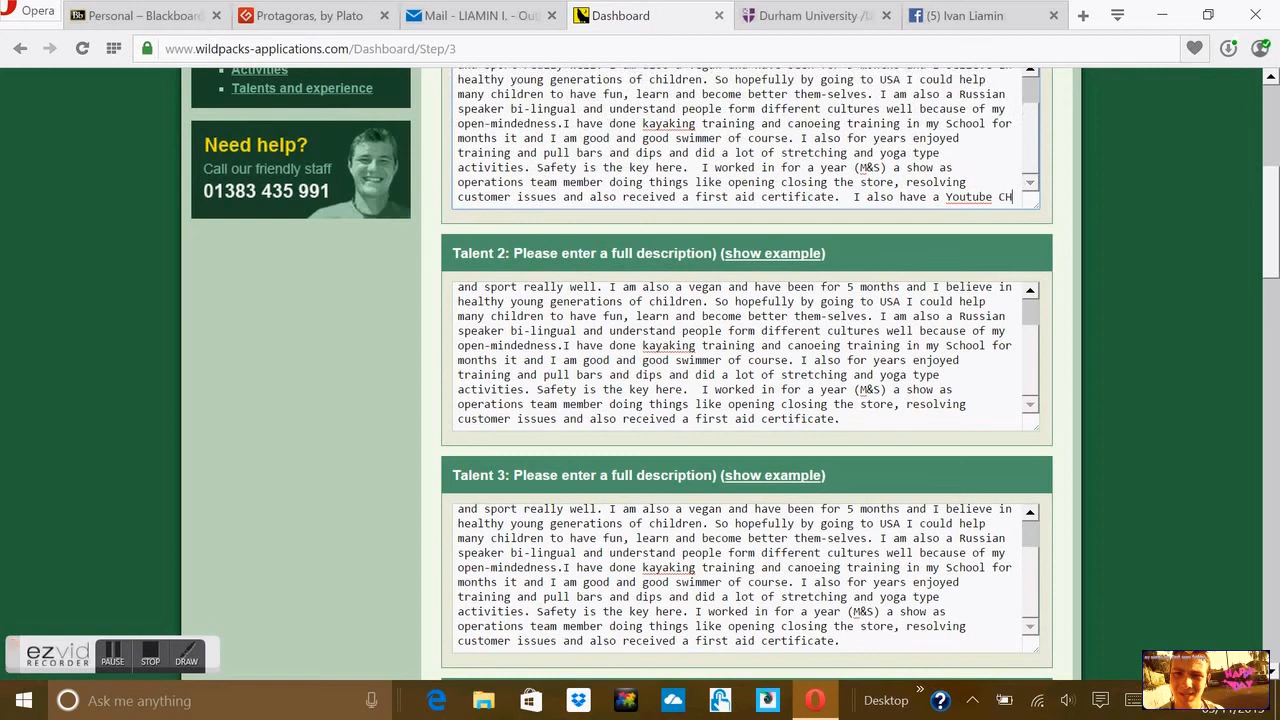 Opera
Personal – Blackboard
Protagoras by Plato
Mail - LIAMIN I. - Out
Dashboard
Durham University /D
(5) Ivan Liamin
www.wildpacks-applications.com/Dashboard/Step/3
Activities
Talents and experience
Need help?
Call our friendly staff
01383 435 991
healthy young generations of children. So hopefully by going to USA I could help
many children to have fun, learn and become better them-selves. I am also a Russian
speaker bi-lingual and understand people form different cultures well because of my
open-mindedness.I have done kayaking training and canoeing training in my School for
months it and I am good and good swimmer of course. I also for years enjoyed
training and pull bars and dips and did a lot of stretching and yoga type
activities. Safety is the key here.  I worked in for a year (M&S) a show as
operations team member doing things like opening closing the store, resolving
customer issues and also received a first aid certificate.  I also have a Youtube CH
Talent 2: Please enter a full description) (show example)
and sport really well. I am also a vegan and have been for 5 months and I believe in
healthy young generations of children. So hopefully by going to USA I could help
many children to have fun, learn and become better them-selves. I am also a Russian
speaker bi-lingual and understand people form different cultures well because of my
open-mindedness.I have done kayaking training and canoeing training in my School for
months it and I am good and good swimmer of course. I also for years enjoyed
training and pull bars and dips and did a lot of stretching and yoga type
activities. Safety is the key here.  I worked in for a year (M&S) a show as
operations team member doing things like opening closing the store, resolving
customer issues and also received a first aid certificate.
Talent 3: Please enter a full description) (show example)
and sport really well. I am also a vegan and have been for 5 months and I believe in
healthy young generations of children. So hopefully by going to USA I could help
many children to have fun, learn and become better them-selves. I am also a Russian
speaker bi-lingual and understand people form different cultures well because of my
open-mindedness.I have done kayaking training and canoeing training in my School for
months it and I am good and good swimmer of course. I also for years enjoyed
training and pull bars and dips and did a lot of stretching and yoga type
activities. Safety is the key here. I worked in for a year (M&S) a show as
operations team member doing things like opening closing the store, resolving
customer issues and also received a first aid certificate.
ezvid
RECORDER
PAUSE
STOP
DRAW
HAPPY
DAY
Ask me anything
Desktop